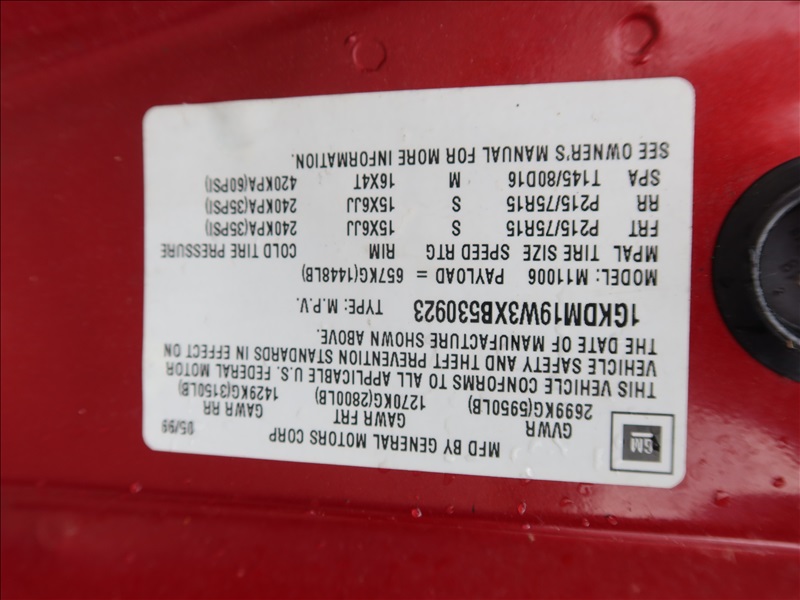 MFD BY GENERAL MOTORS CORP 05/99
GM
GVWR GAWR FRT GAWR RR
2699KG(5950LB) 1270KG(2800LB) 1429KG(3150LB)
THIS VEHICLE CONFORMS TO ALL APPLICABLE U.S. FEDERAL MOTOR
VEHICLE SAFETY AND THEFT PREVENTION STANDARDS IN EFFECT ON
THE DATE OF MANUFACTURE SHOWN ABOVE.
1GKDM19W3XB530923 TYPE: M.P.V.
MODEL: M11006 PAYLOAD = 657KG(1448LB)
MPAL TIRE SIZE SPEED RTG RIM COLD TIRE PRESSURE
FRT P215/75R15 S 15X6JJ 240KPA(35PSI)
RR P215/75R15 S 15X6JJ 240KPA(35PSI)
SPA T145/80D16 M 16X4T 420KPA(60PSI)
SEE OWNER'S MANUAL FOR MORE INFORMATION.